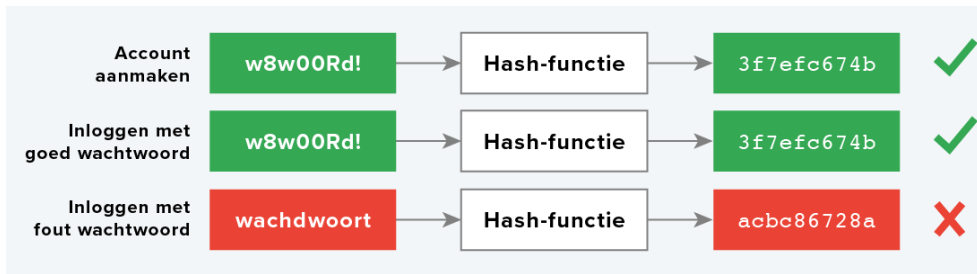 Account
aanmaken
w8w00Rd!
Hash-functie
3f7efc674b
Inloggen met
goed wachtwoord
w8w00Rd!
Hash-functie
3f7efc674b
Inloggen met
fout wachtwoord
wachdwoort
Hash-functie
acbc86728a